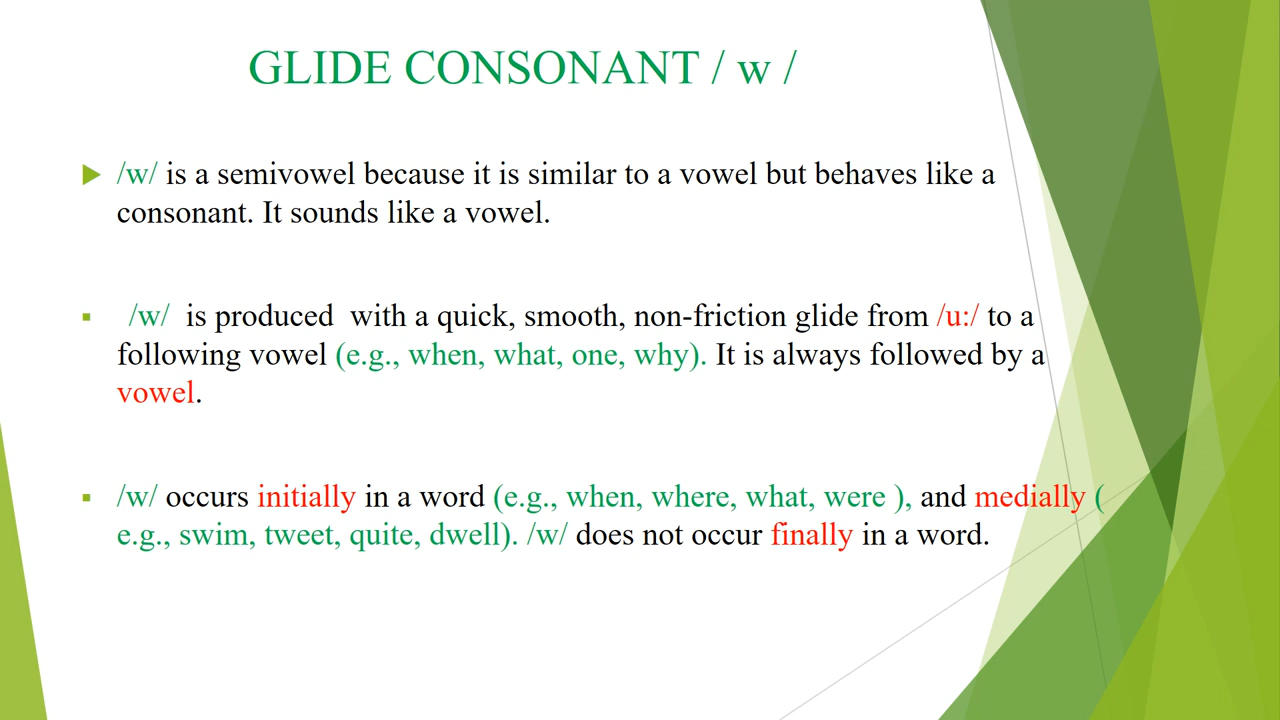 GLIDE CONSONANT / w /
/w/ is a semivowel because it is similar to a vowel but behaves like a
consonant. It sounds like a vowel.
/w/ is produced with a quick, smooth, non-friction glide from /u:/ to a
following vowel (e.g., when, what, one, why). It is always followed by a
vowel.
/w/ occurs initially in a word (e.g., when, where, what, were ), and medially (
e.g., swim, tweet, quite, dwell). /w/ does not occur finally in a word.